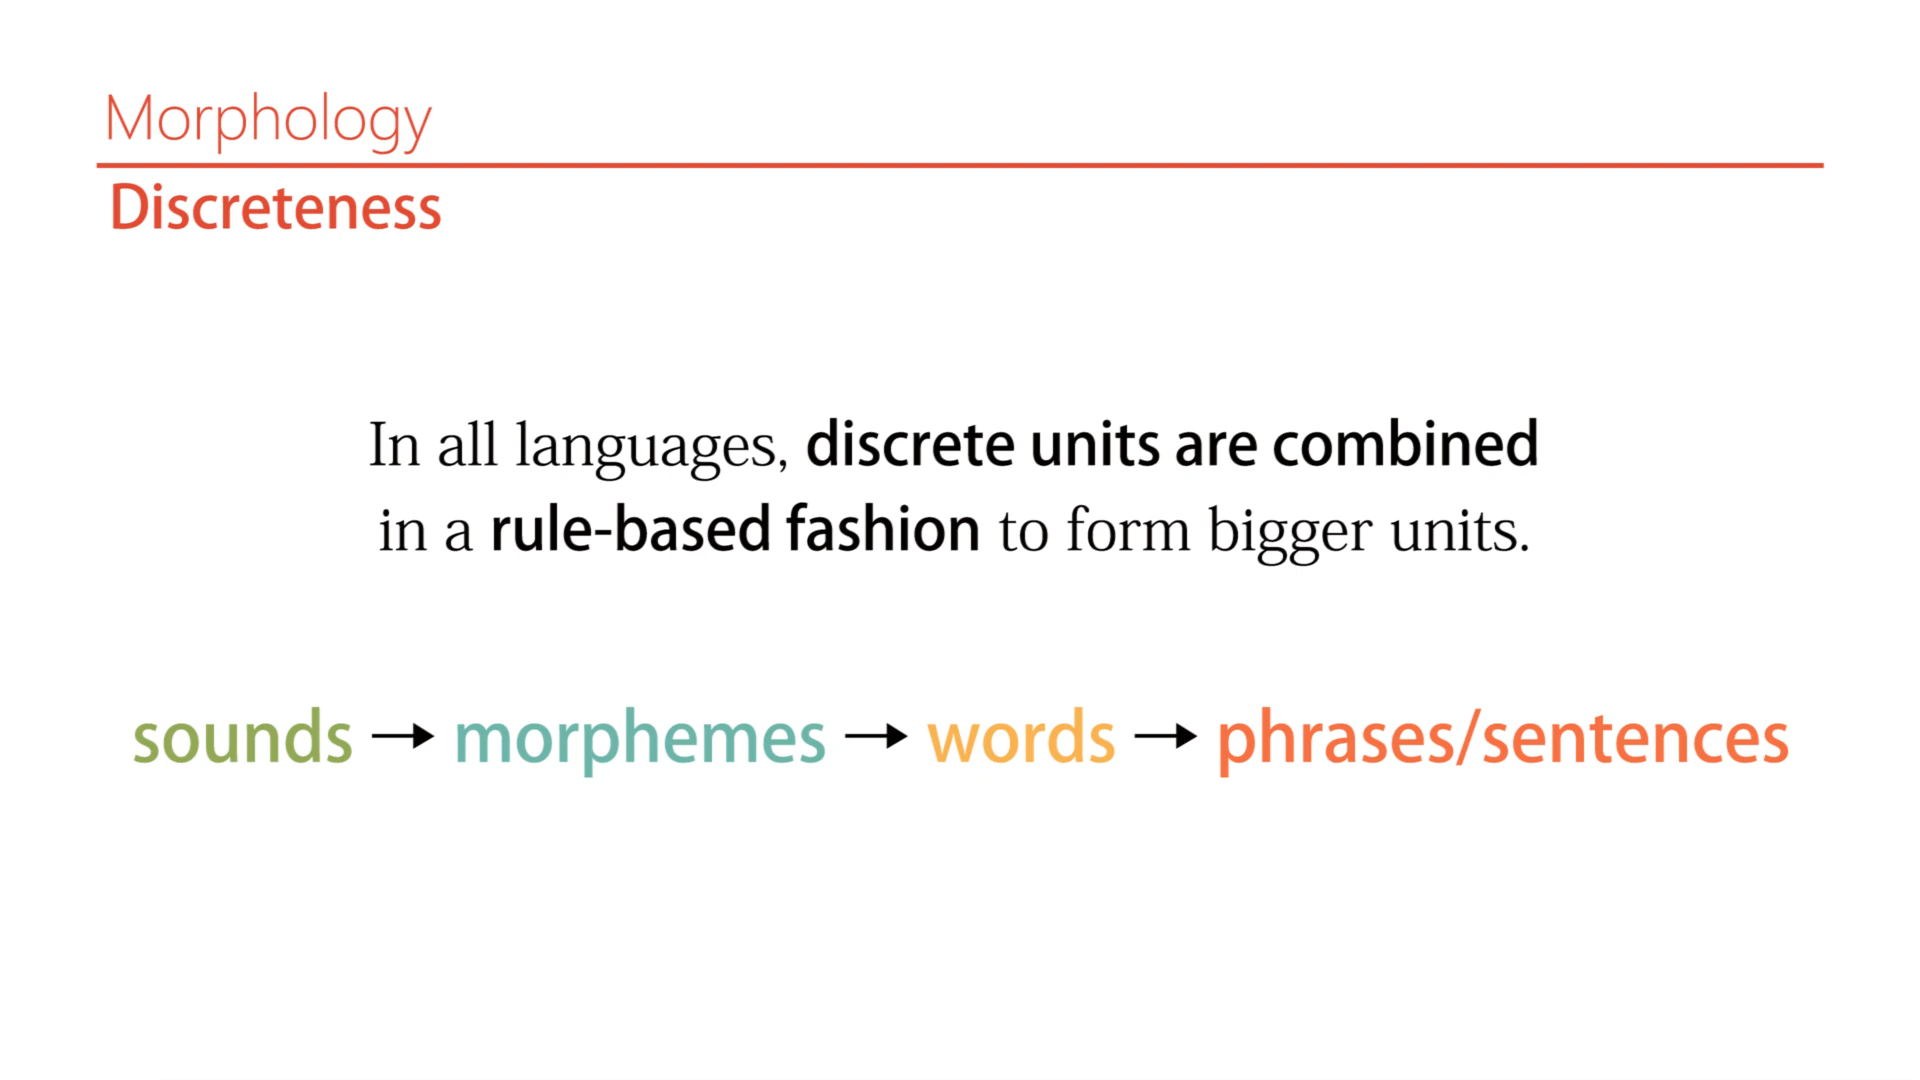 Morphology
Discreteness
In all languages, discrete units are combined
in a rule-based fashion to form bigger units.
sounds → morphemes → words → phrases/sentences